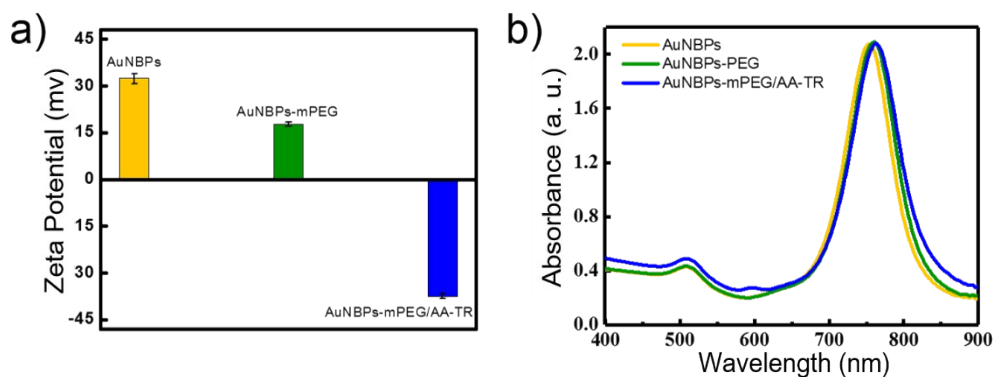 a)
Zeta Potential (mv)
45
30
15
0
15
30
-45
AuNBPs
AuNBPs-mPEG
AuNBPs-mPEG/AA-TR
b)
Absorbance (a. u.)
2.0
1.6
1.2
0.8
0.4
0.0
AuNBPs
AuNBPs-PEG
AuNBPs-mPEG/AA-TR
400 500 600 700 800 900
Wavelength (nm)